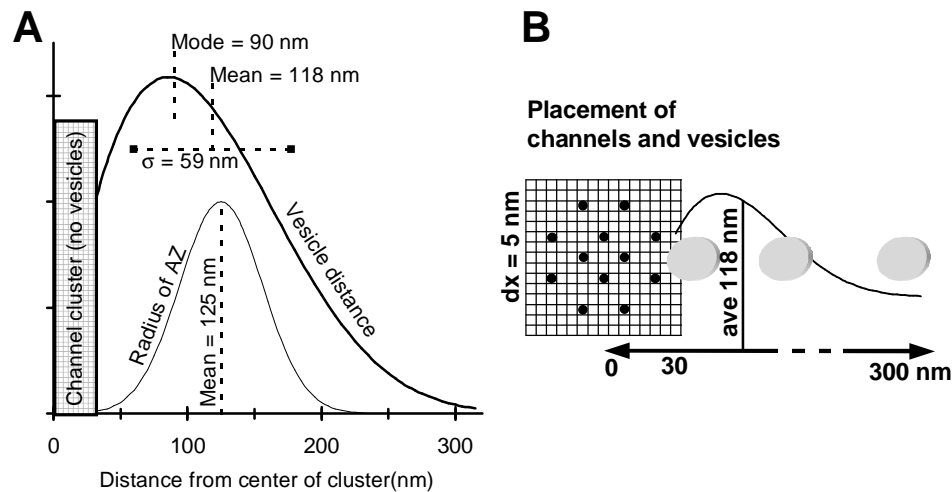 A
Mode = 90 nm
Mean = 118 nm
σ = 59 nm
Channel cluster (no vesicles)
Radius of AZ
Mean = 125 nm
Vesicle distance
0
100
200
300
Distance from center of cluster(nm)
B
Placement of
channels and vesicles
dx = 5 nm
ave 118 nm
0
30
300 nm